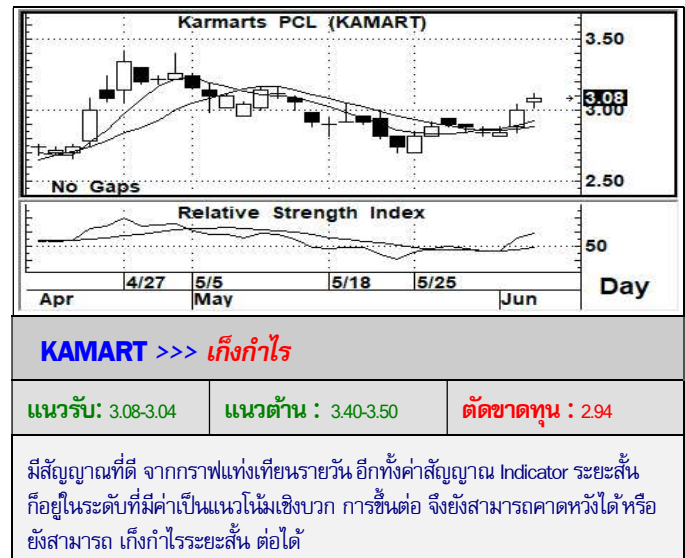 Karmarts PCL (KAMART)
3.50
3.08
3.00
2.50
No Gaps
Relative Strength Index
50
4/27 5/5 5/18 5/25
Apr May Jun
Day
KAMART >>> เก็งกำไร
แนวรับ: 3.08-3.04 แนวต้าน : 3.40-3.50 ตัดขาดทุน : 2.94
มีสัญญาณที่ดี จากกราฟแท่งเทียนรายวัน อีกทั้งค่าสัญญาณ Indicator ระยะสั้น
ก็อยู่ในระดับที่มีค่าเป็นแนวโน้มเชิงบวก การขึ้นต่อ จึงยังสามารถคาดหวังได้ หรือ
ยังสามารถ เก็งกำไรระยะสั้น ต่อได้